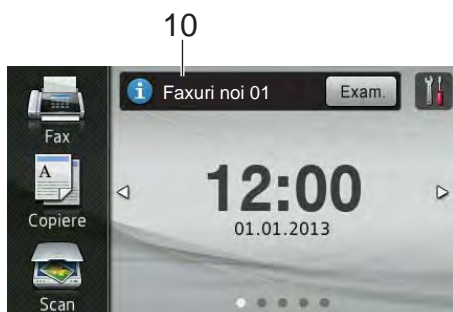 10
Faxuri noi 01
Exam.
Fax
A
Copiere
12:00
01.01.2013
Scan